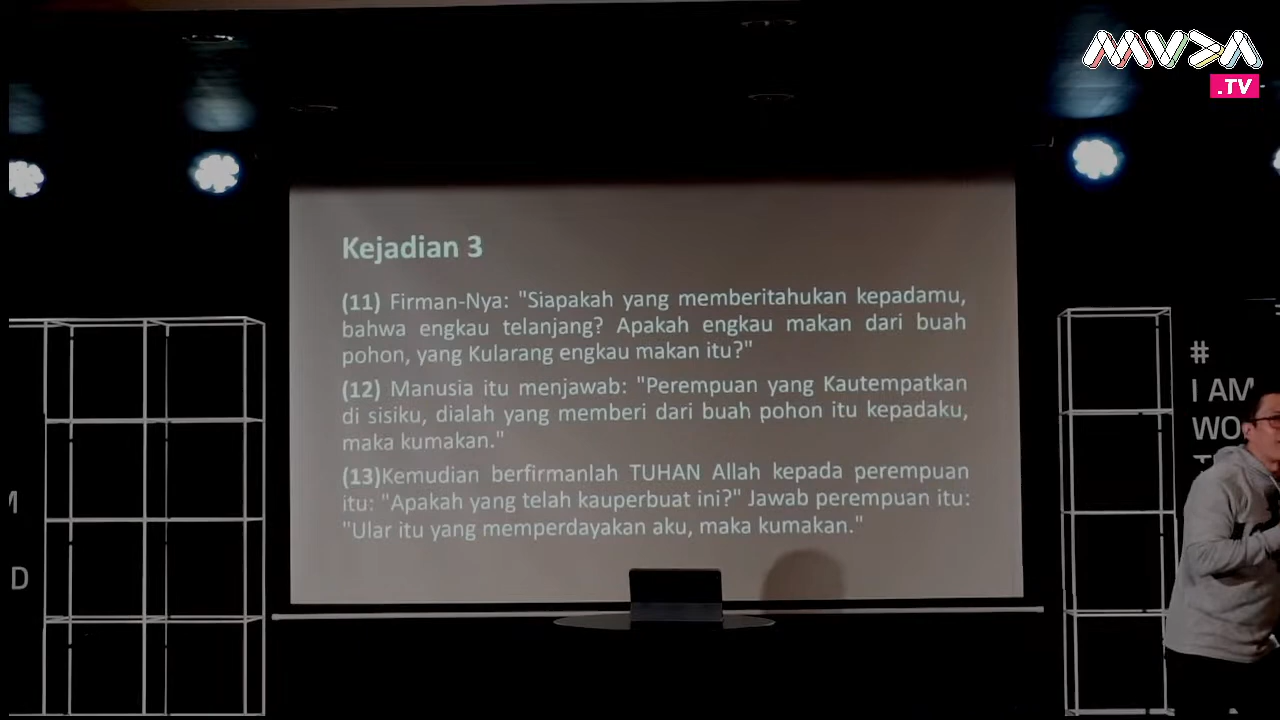 MVDA
.TV
Kejadian 3
(11) Firman-Nya: "Siapakah yang memberitahukan kepadamu,
bahwa engkau telanjang? Apakah engkau makan dari buah
pohon, yang Kularang engkau makan itu?"
(12) Manusia itu menjawab: "Perempuan yang Kautempatkan
di sisiku, dialah yang memberi dari buah pohon itu kepadaku,
maka kumakan."
(13)Kemudian berfirmanlah TUHAN Allah kepada perempuan
itu: "Apakah yang telah kauperbuat ini?" Jawab perempuan itu:
"Ular itu yang memperdayakan aku, maka kumakan."
#
I AM